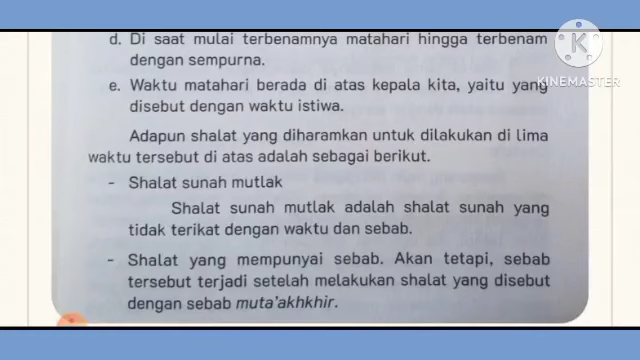 d. Di saat mulai terbenamnya matahari hingga terbenam
dengan sempurna.
e. Waktu matahari berada di atas kepala kita, yaitu yang
disebut dengan waktu istiwa.
Adapun shalat yang diharamkan untuk dilakukan di lima
waktu tersebut di atas adalah sebagai berikut.
- Shalat sunah mutlak
Shalat sunah mutlak adalah shalat sunah yang
tidak terikat dengan waktu dan sebab.
- Shalat yang mempunyai sebab. Akan tetapi, sebab
tersebut terjadi setelah melakukan shalat yang disebut
dengan sebab muta'akhkhir.
K
KINEMASTER